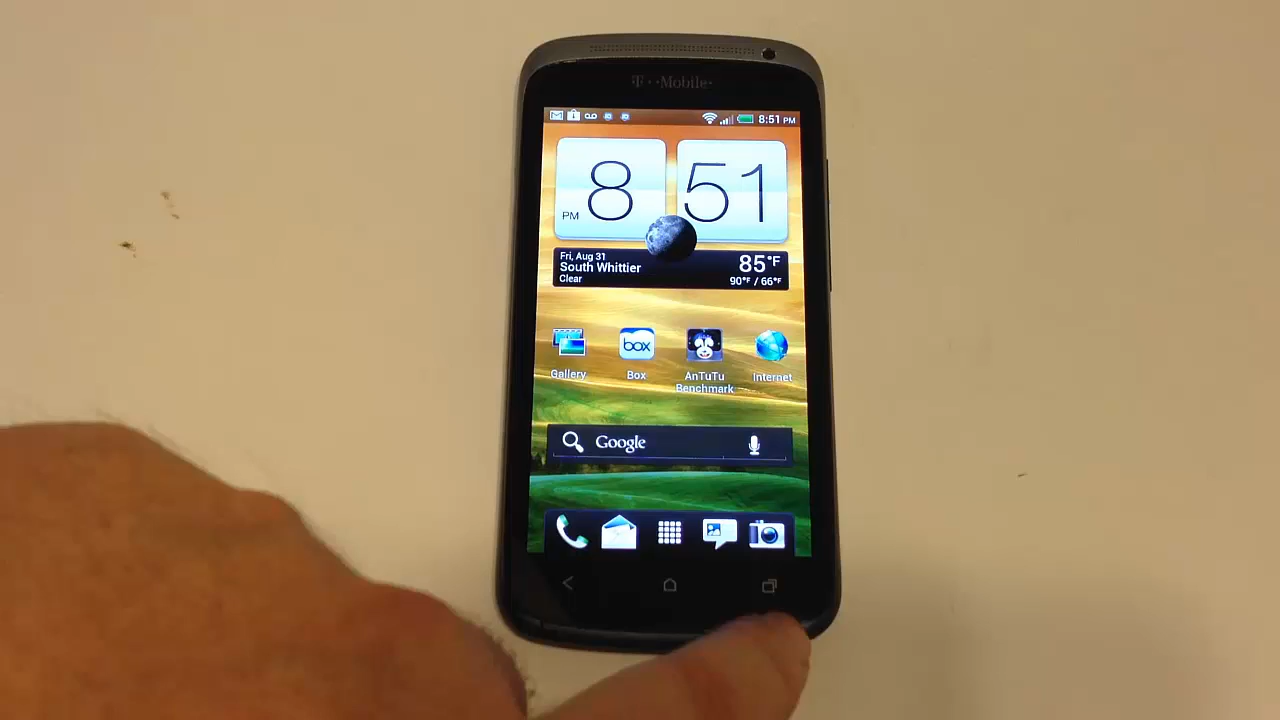 T··Mobile·
8:51 PM
8 51
PM
Fri, Aug 31
South Whittier
Clear
85°F
90°F / 66°F
Gallery
box
Box
AnTuTu
Benchmark
Internet
Google